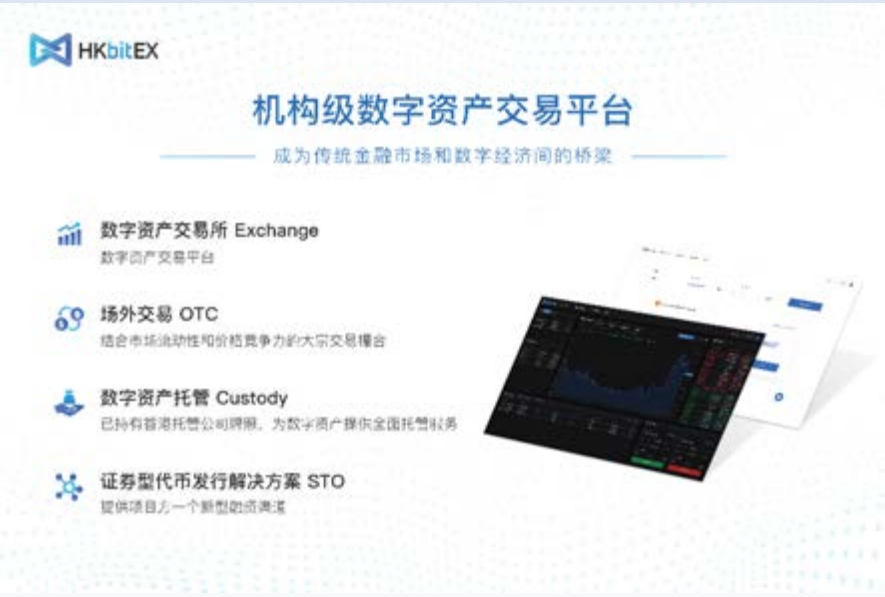 HKbitEX
机构级数字资产交易平台
成为传统金融市场和数字经济间的桥梁
数字资产交易所 Exchange
数字资产交易平台
场外交易 OTC
结合市场流动性和价格竞争力的大宗交易撮合
数字资产托管 Custody
已持有香港托管公司牌照，为数字资产提供全面托管服务
证券型代币发行解决方案 STO
提供项目方一个新型融资渠道